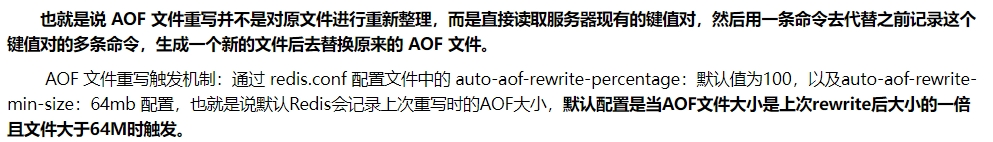 也就是说 AOF 文件重写并不是对原文件进行重新整理，而是直接读取服务器现有的键值对，然后用一条命令去代替之前记录这个
键值对的多条命令，生成一个新的文件后去替换原来的 AOF 文件。
AOF 文件重写触发机制：通过 redis.conf 配置文件中的 auto-aof-rewrite-percentage：默认值为100，以及auto-aof-rewrite-
min-size：64mb 配置，也就是说默认Redis会记录上次重写时的AOF大小，默认配置是当AOF文件大小是上次rewrite后大小的一倍
且文件大于64M时触发。